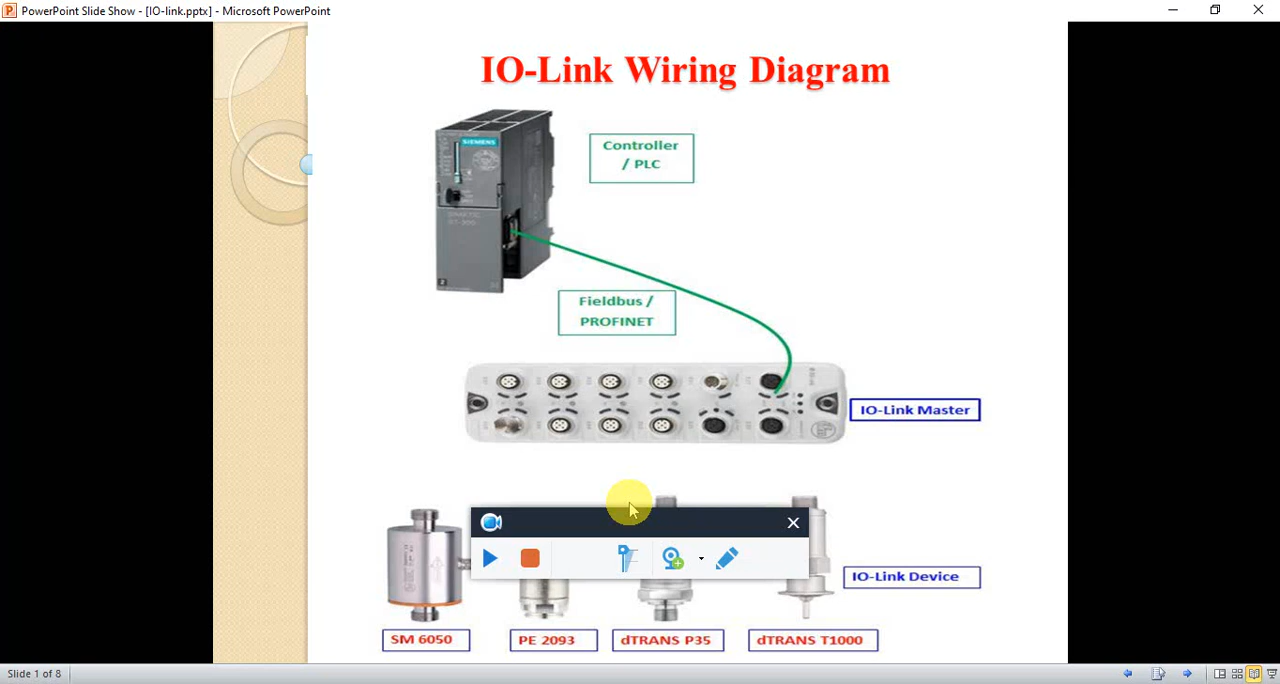 PowerPoint Slide Show - [IO-link.pptx] - Microsoft PowerPoint
IO-Link Wiring Diagram
SIEMENS
Controller
/ PLC
Fieldbus /
PROFINET
IO-Link Master
IO-Link Device
SM 6050
PE 2093
dTRANS P35
dTRANS T1000
Slide 1 of 8